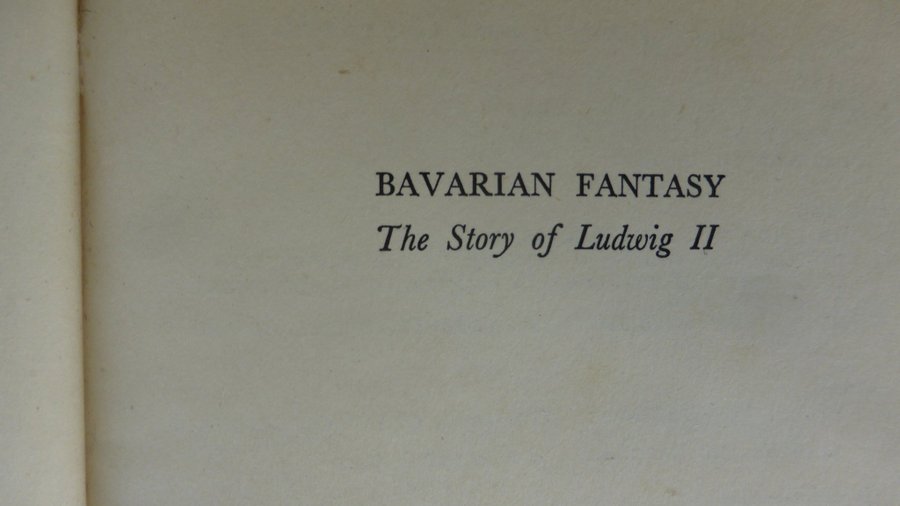 BAVARIAN FANTASY
The Story of Ludwig II